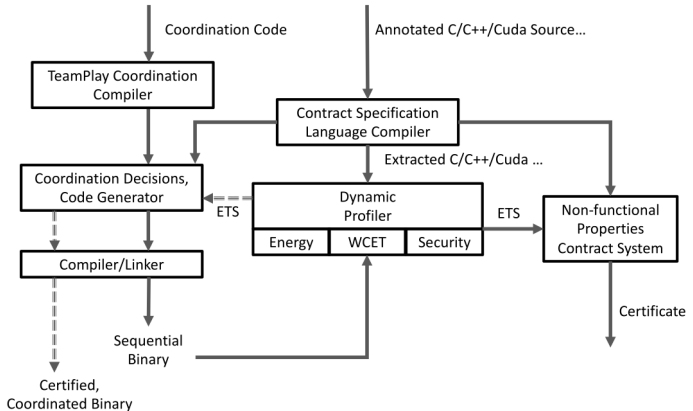 Coordination Code
Annotated C/C++/Cuda Source...
TeamPlay Coordination
Compiler
Contract Specification
Language Compiler
Extracted C/C++/Cuda ...
Coordination Decisions,
Code Generator
ETS
Dynamic
Profiler
ETS
Energy
WCET
Security
Non-functional
Properties
Contract System
Compiler/Linker
Certificate
Sequential
Binary
Certified,
Coordinated Binary